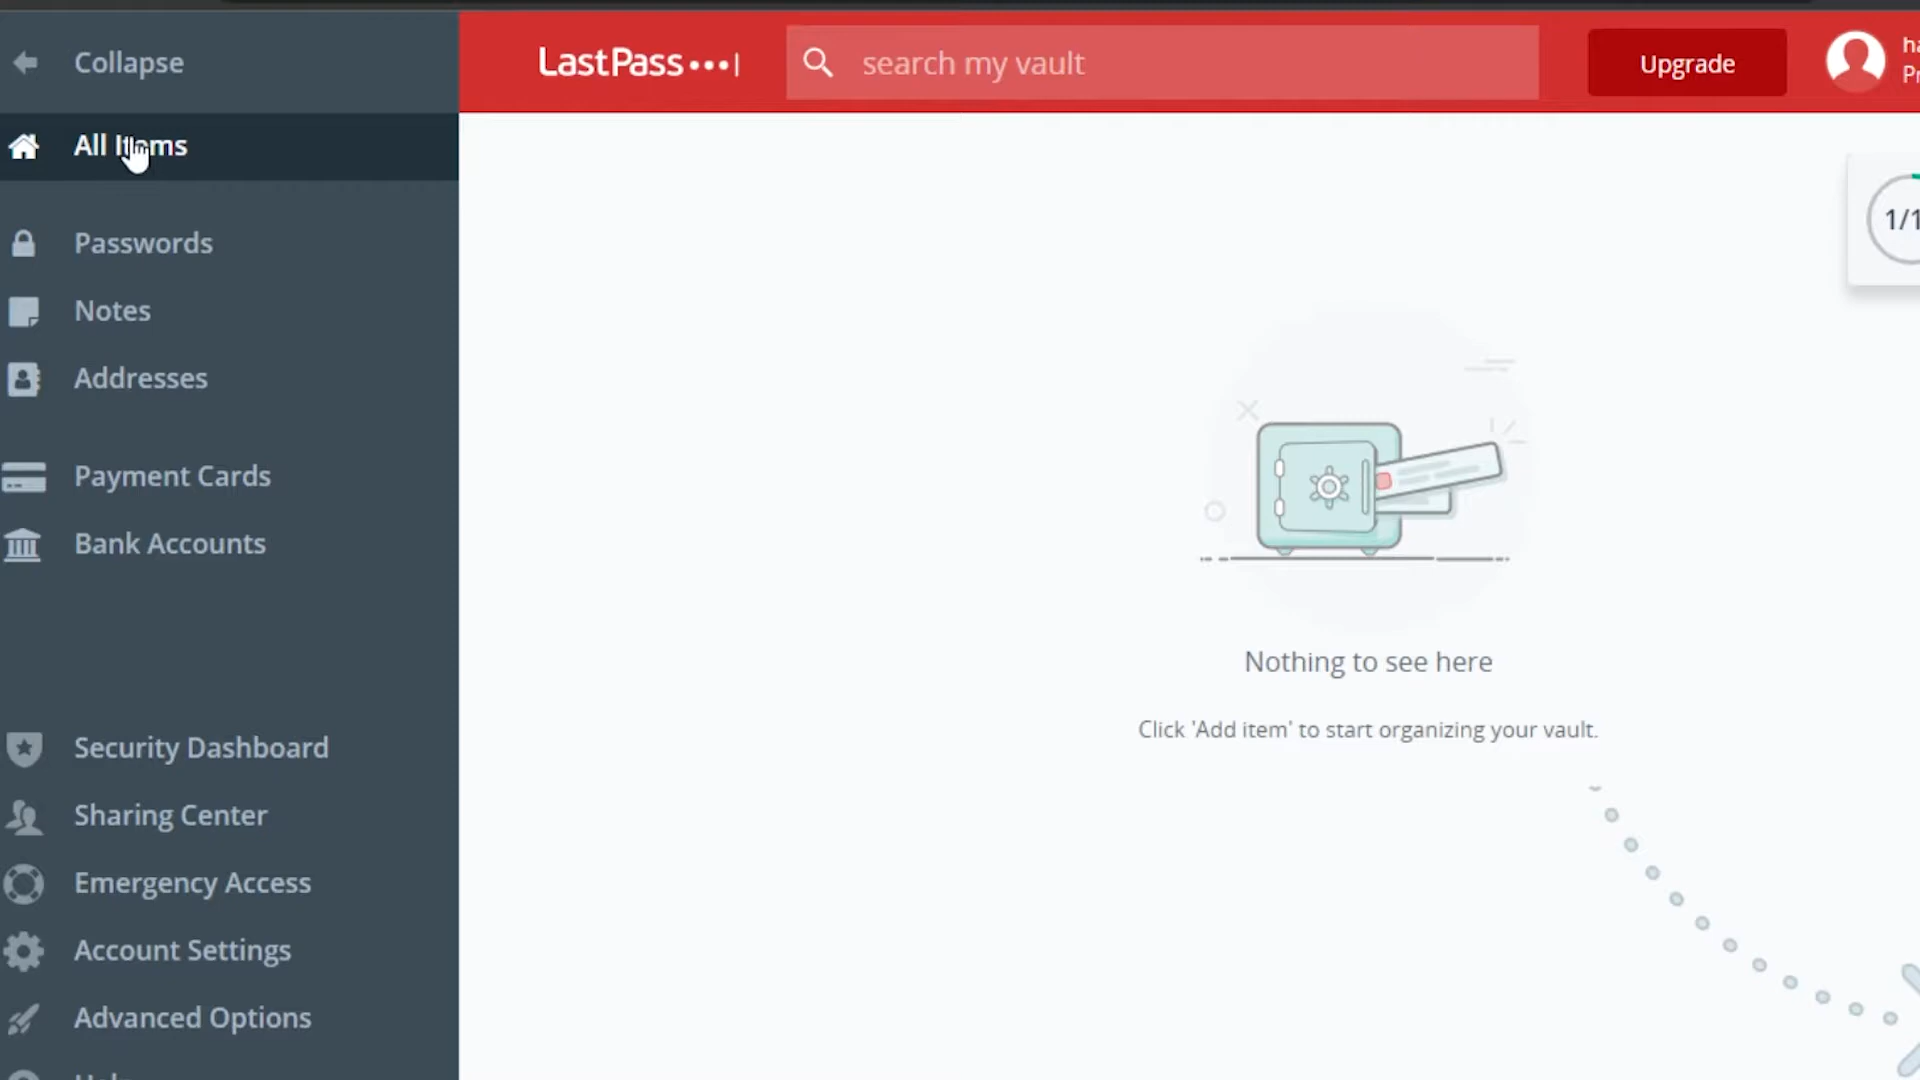 Collapse
LastPass
search my vault
Upgrade
All Items
Passwords
Notes
Addresses
Payment Cards
Bank Accounts
Nothing to see here
Click 'Add item' to start organizing your vault.
Security Dashboard
Sharing Center
Emergency Access
Account Settings
Advanced Options